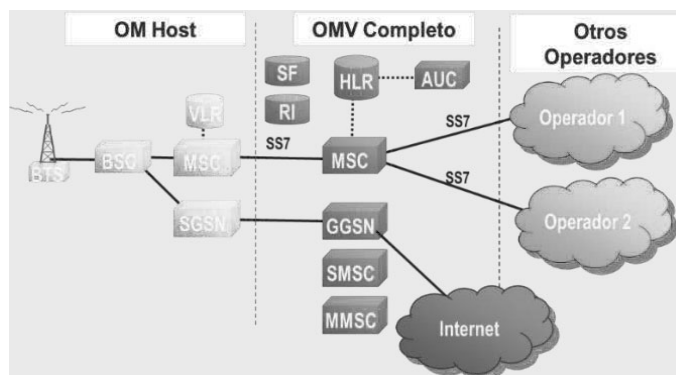 OM Host
OMV Completo
Otros
Operadores
SF
HLR
AUC
RI
VLR
SS7
Operador 1
BTS
BSC
MSC
SS7
MSC
SS7
Operador 2
SGSN
GGSN
SMSC
MMSC
Internet